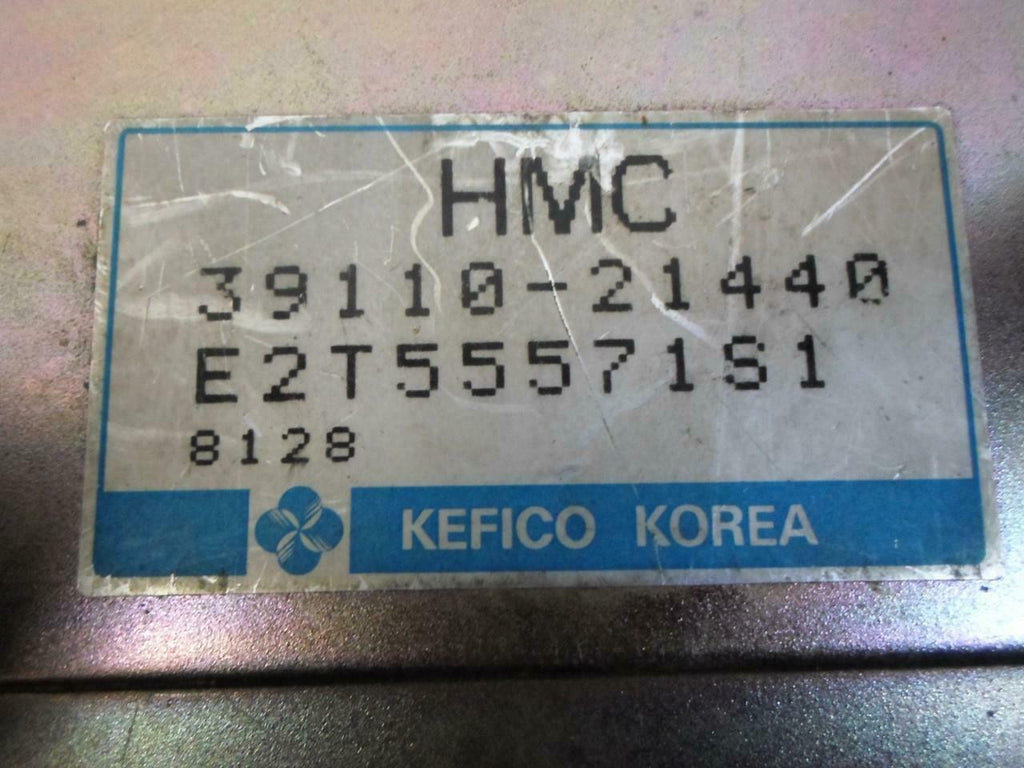 HMC
39110-21440
E2T55571S1
8128
KEFICO KOREA